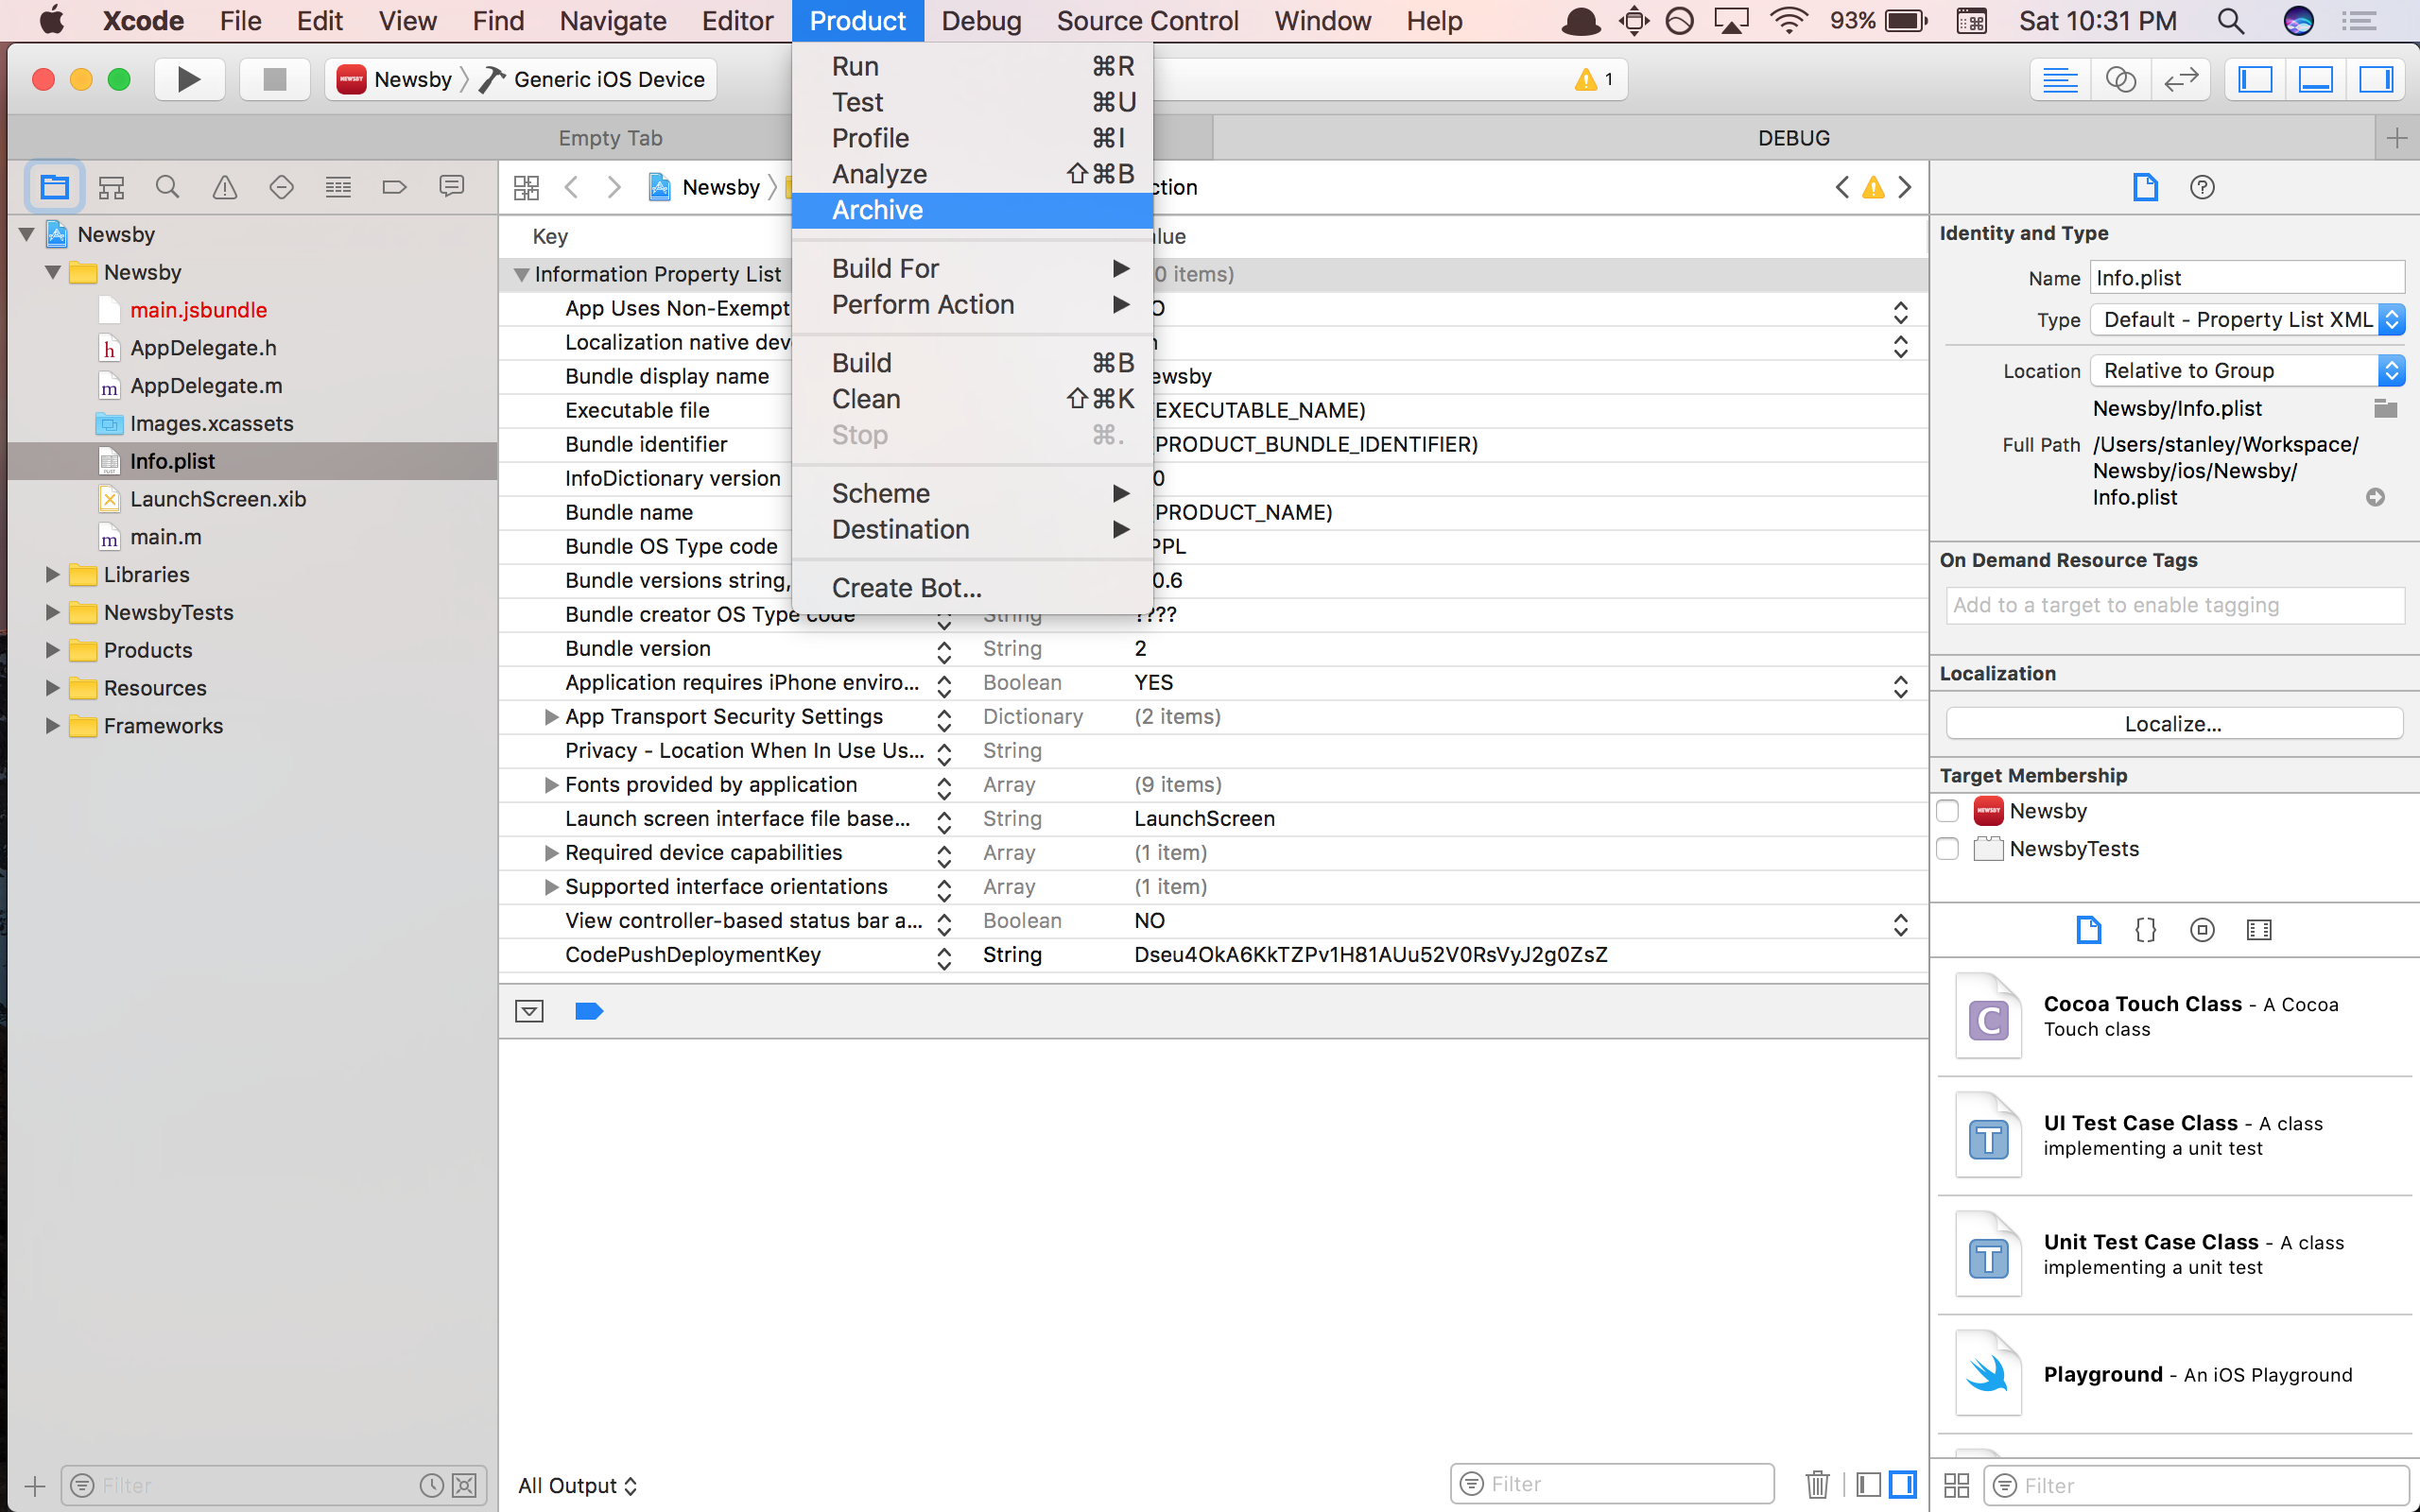 Xcode File Edit View Find Navigate Editor Product Debug Source Control Window Help 93% Sat 10:31 PM
Newsby Generic iOS Device 1
Empty Tab DEBUG
Newsby
Newsby
main.jsbundle
AppDelegate.h
AppDelegate.m
Images.xcassets
Info.plist
LaunchScreen.xib
main.m
Libraries
NewsbyTests
Products
Resources
Frameworks
Filter
Run ⌘R
Test ⌘U
Profile ⌘I
Analyze ⇧⌘B
Archive
Build For
Perform Action
Build ⌘B
Clean ⇧⌘K
Stop ⌘.
Scheme
Destination
Create Bot...
Newsby ction
Key lue
Information Property List 0 items)
App Uses Non-Exempt O
Localization native dev
Bundle display name ewsby
Executable file (EXECUTABLE_NAME)
Bundle identifier (PRODUCT_BUNDLE_IDENTIFIER)
InfoDictionary version 0
Bundle name (PRODUCT_NAME)
Bundle OS Type code PPL
Bundle versions string, 0.6
Bundle creator OS Type code String ????
Bundle version String 2
Application requires iPhone enviro... Boolean YES
App Transport Security Settings Dictionary (2 items)
Privacy - Location When In Use Us... String
Fonts provided by application Array (9 items)
Launch screen interface file base... String LaunchScreen
Required device capabilities Array (1 item)
Supported interface orientations Array (1 item)
View controller-based status bar a... Boolean NO
CodePushDeploymentKey String Dseu4OkA6KkTZPv1H81AUu52V0RsVyJ2g0ZsZ
All Output Filter
Identity and Type
Name Info.plist
Type Default - Property List XML
Location Relative to Group
Newsby/Info.plist
Full Path /Users/stanley/Workspace/
Newsby/ios/Newsby/
Info.plist
On Demand Resource Tags
Add to a target to enable tagging
Localization
Localize...
Target Membership
Newsby
NewsbyTests
{}
C Cocoa Touch Class - A Cocoa
Touch class
T UI Test Case Class - A class
implementing a unit test
T Unit Test Case Class - A class
implementing a unit test
Playground - An iOS Playground
Filter